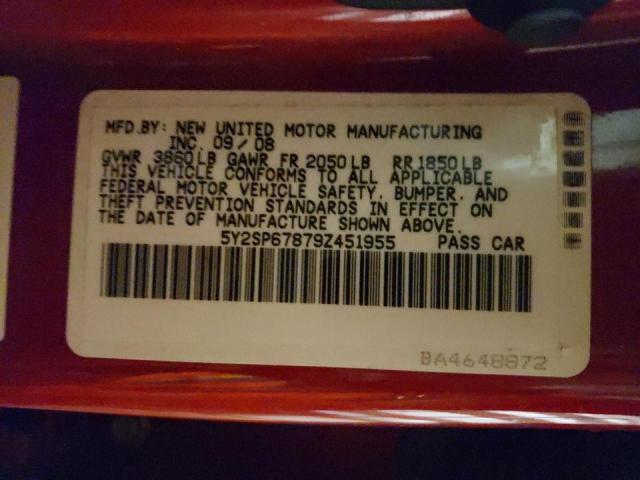 MFD.BY: NEW UNITED MOTOR MANUFACTURING
INC. 09/08
GVWR 3860LB GAWR FR 2050LB RR 1850LB
THIS VEHICLE CONFORMS TO ALL APPLICABLE
FEDERAL MOTOR VEHICLE SAFETY, BUMPER, AND
THEFT PREVENTION STANDARDS IN EFFECT ON
THE DATE OF MANUFACTURE SHOWN ABOVE.
5Y2SP67879Z451955 PASS CAR
BA4648872